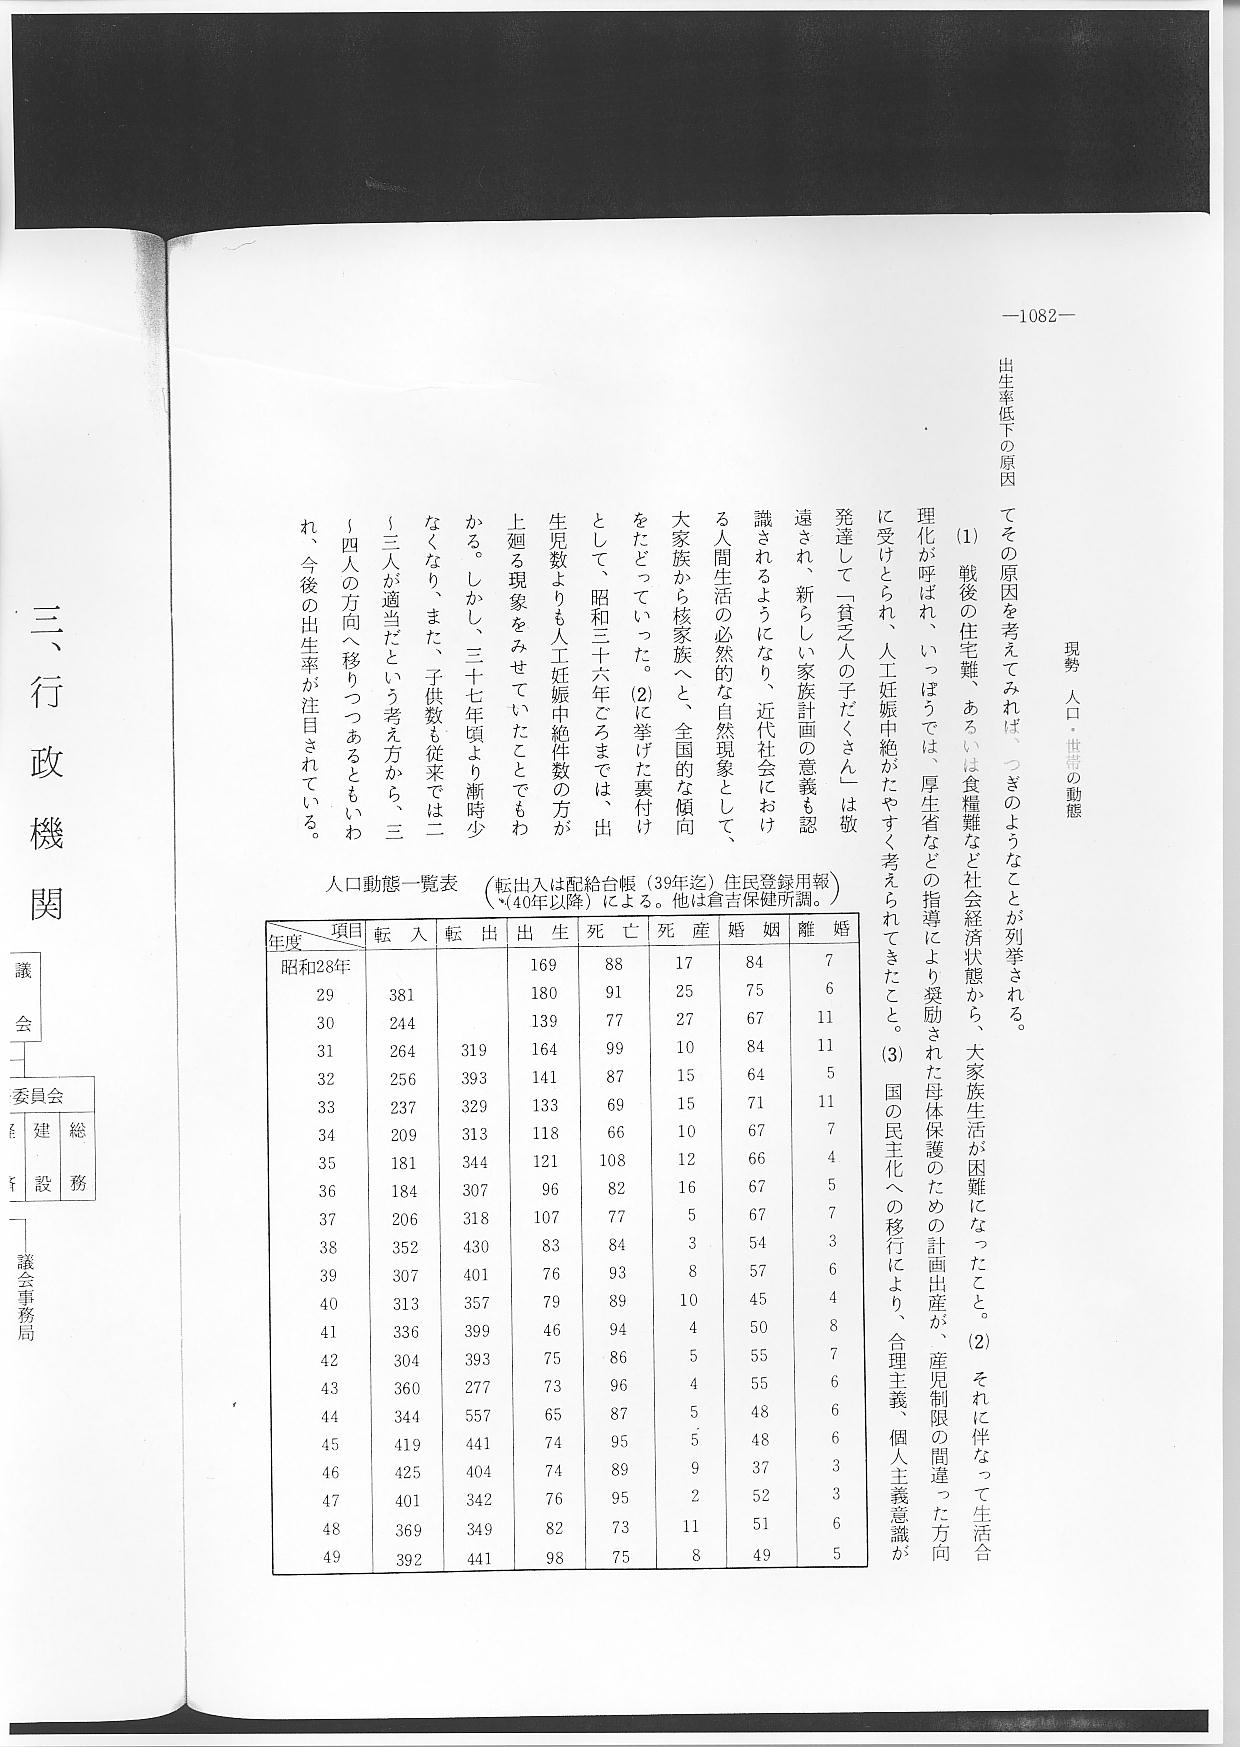 ―1082―
現勢　人口・世帯の動態
出生率低下の原因
てその原因を考えてみれば、つぎのようなことが列挙される。
(1)　戦後の住宅難、あるいは食糧難など社会経済状態から、大家族生活が困難になったこと。(2)　それに伴なって生活合
理化が呼ばれ、いっぽうでは、厚生省などの指導により奨励された母体保護のための計画出産が、産児制限の間違った方向
に受けとられ、人工妊娠中絶がたやすく考えられてきたこと。(3)　国の民主化への移行により、合理主義、個人主義意識が
発達して「貧乏人の子だくさん」は敬
遠され、新らしい家族計画の意義も認
識されるようになり、近代社会におけ
る人間生活の必然的な自然現象として、
大家族から核家族へと、全国的な傾向
をたどっていった。(2)に挙げた裏付け
として、昭和三十六年ごろまでは、出
生児数よりも人工妊娠中絶件数の方が
上廻る現象をみせていたことでもわ
かる。しかし、三十七年頃より漸時少
なくなり、また、子供数も従来では二
〜三人が適当だという考え方から、三
〜四人の方向へ移りつつあるともいわ
れ、今後の出生率が注目されている。
人口動態一覧表　(転出入は配給台帳（39年迄）住民登録用報
（40年以降）による。他は倉吉保健所調。)
年度　項目　転入　転出　出生　死亡　死産　婚姻　離婚
昭和28年　169　88　17　84　7
29　381　180　91　25　75　6
30　244　139　77　27　67　11
31　264　319　164　99　10　84　11
32　256　393　141　87　15　64　5
33　237　329　133　69　15　71　11
34　209　313　118　66　10　67　7
35　181　344　121　108　12　66　4
36　184　307　96　82　16　67　5
37　206　318　107　77　5　67　7
38　352　430　83　84　3　54　3
39　307　401　76　93　8　57　6
40　313　357　79　89　10　45　4
41　336　399　46　94　4　50　8
42　304　393　75　86　5　55　7
43　360　277　73　96　4　55　6
44　344　557　65　87　5　48　6
45　419　441　74　95　5　48　6
46　425　404　74　89　9　37　3
47　401　342　76　95　2　52　3
48　369　349　82　73　11　51　6
49　392　441　98　75　8　49　5
三、行政機関
議会
委員会
総務
建設
議会事務局